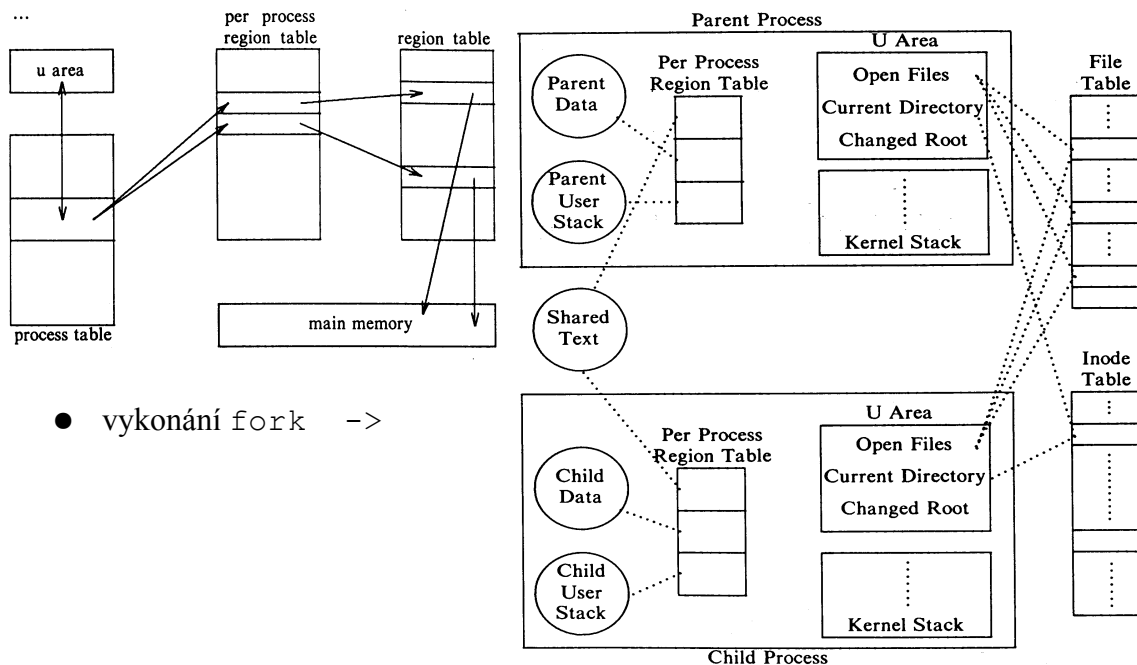 ...
u area
process table
per process
region table
region table
main memory
● vykonání fork ->
Parent Process
Parent
Data
Parent
User
Stack
Per Process
Region Table
U Area
Open Files
Current Directory
Changed Root
Kernel Stack
File
Table
Shared
Text
Inode
Table
Child
Data
Child
User
Stack
Per Process
Region Table
U Area
Open Files
Current Directory
Changed Root
Kernel Stack
Child Process